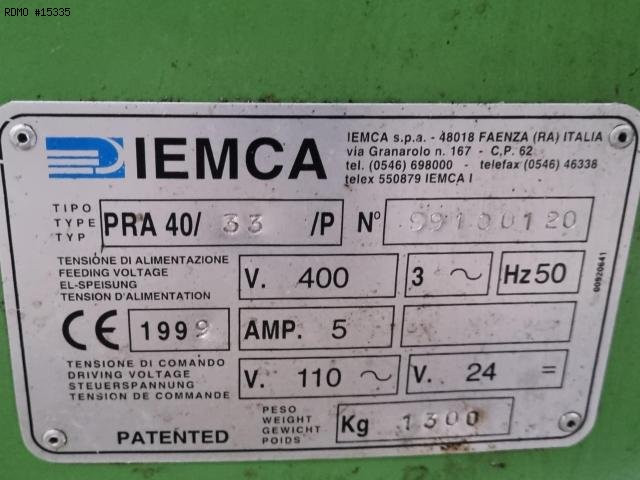 RDMO #15335
IEMCA
IEMCA s.p.a. - 48018 FAENZA (RA) ITALIA
via Granarolo n. 167 - C,P. 62
tel. (0546) 698000 - telefax (0546) 46338
telex 550879 IEMCA I
TIPO
TYPE
TYP
PRA 40/ 33 /P
N° 99100120
TENSIONE DI ALIMENTAZIONE
FEEDING VOLTAGE
EL-SPEISUNG
TENSION D'ALIMENTATION
V. 400
3 ~
Hz 50
00920641
CE
1999
AMP. 5
TENSIONE DI COMANDO
DRIVING VOLTAGE
STEUERSPANNUNG
TENSION DE COMMANDE
V. 110 ~
V. 24 =
PATENTED
PESO
WEIGHT
GEWICHT
POIDS
Kg 1300